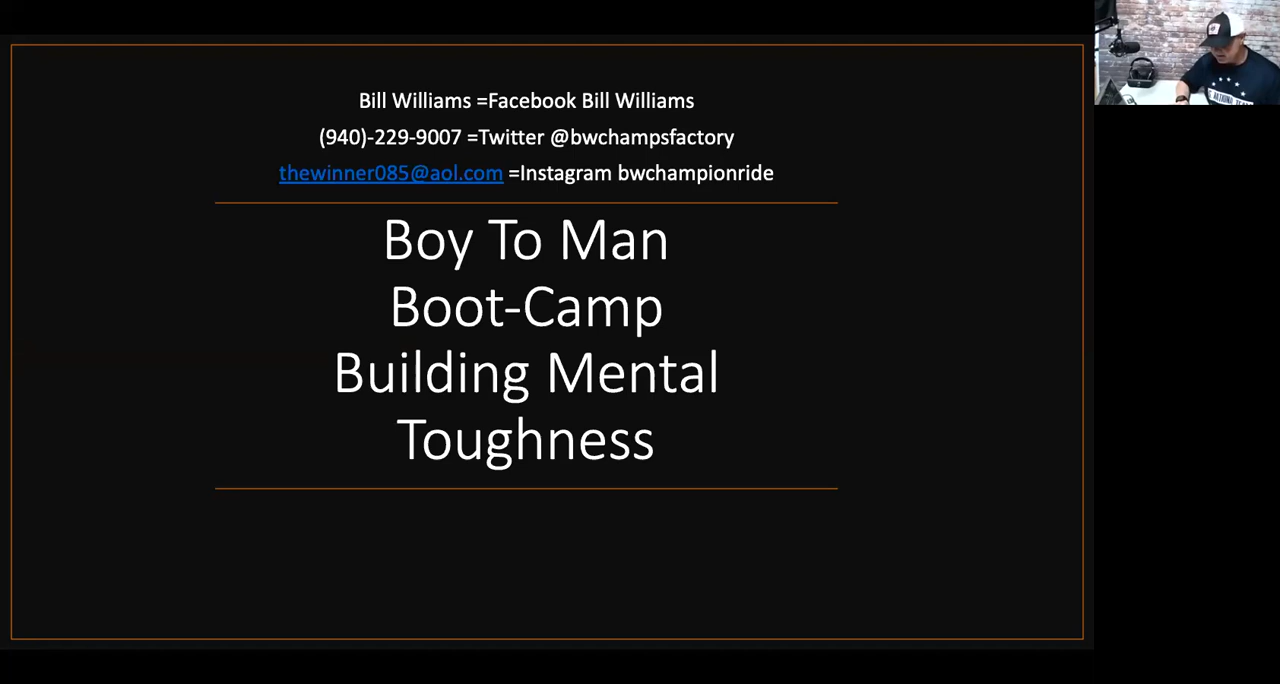 Bill Williams =Facebook Bill Williams
(940)-229-9007 =Twitter @bwchampsfactory
thewinner085@aol.com =Instagram bwchampionride
Boy To Man
Boot-Camp
Building Mental
Toughness